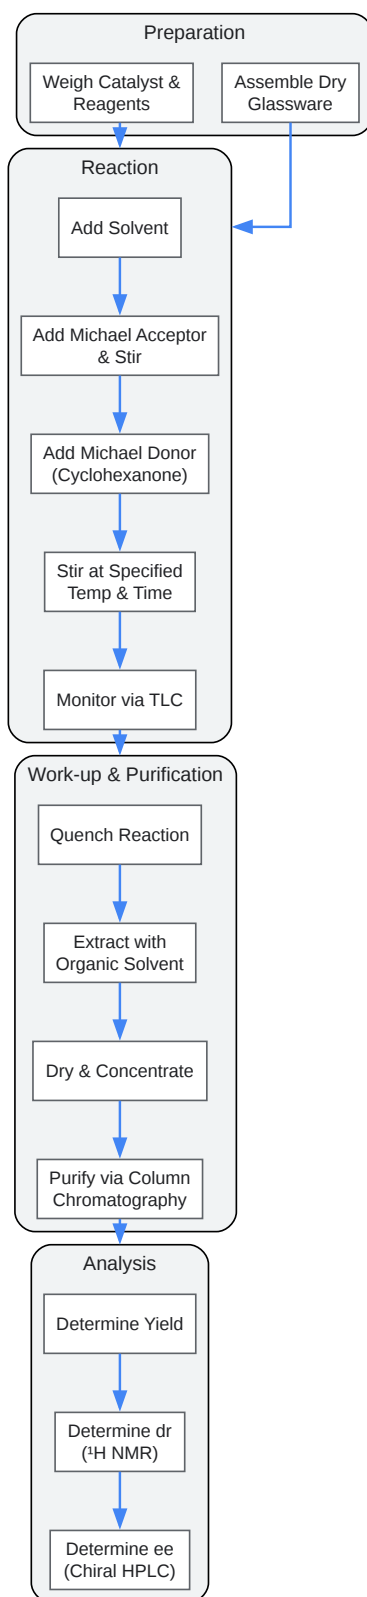 Preparation
Weigh Catalyst &
Reagents
Assemble Dry
Glassware
Reaction
Add Solvent
Add Michael Acceptor
& Stir
Add Michael Donor
(Cyclohexanone)
Stir at Specified
Temp & Time
Monitor via TLC
Work-up & Purification
Quench Reaction
Extract with
Organic Solvent
Dry & Concentrate
Purify via Column
Chromatography
Analysis
Determine Yield
Determine dr
(¹H NMR)
Determine ee
(Chiral HPLC)